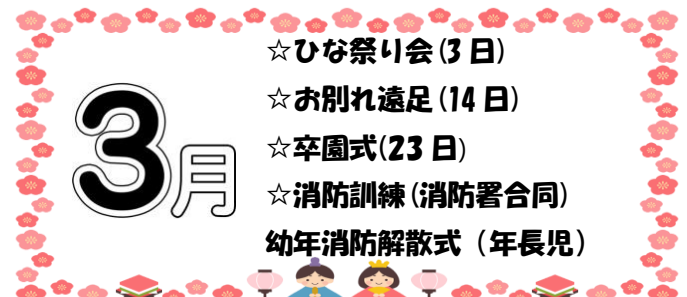 3月
☆ひな祭り会(3日)
☆お別れ遠足(14日)
☆卒園式(23日)
☆消防訓練(消防署合同)
幼年消防解散式（年長児）